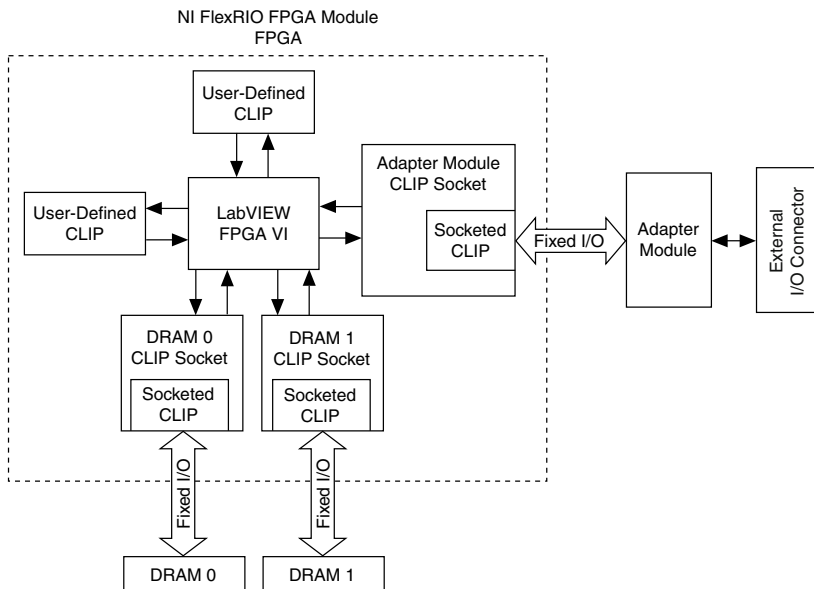 NI FlexRIO FPGA Module
FPGA
User-Defined
CLIP
Adapter Module
CLIP Socket
User-Defined
CLIP
LabVIEW
FPGA VI
Socketed
CLIP
Fixed I/O
Adapter
Module
External
I/O Connector
DRAM 0
CLIP Socket
DRAM 1
CLIP Socket
Socketed
CLIP
Socketed
CLIP
Fixed I/O
Fixed I/O
DRAM 0
DRAM 1